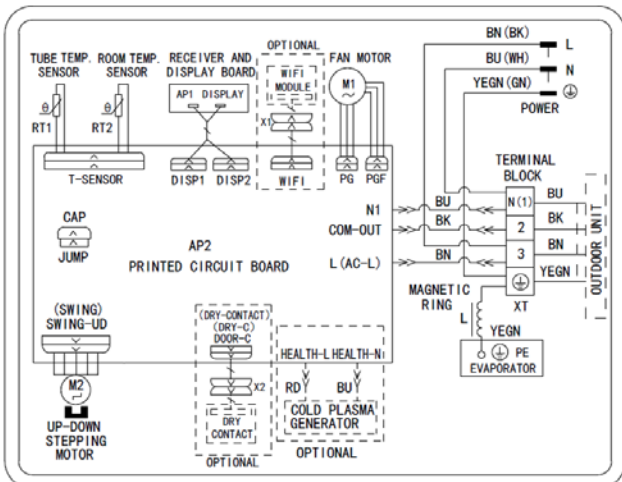 BN(BK)
L
BU(WH)
N
YEGN(GN)
POWER
TUBE TEMP. SENSOR
ROOM TEMP. SENSOR
RECEIVER AND DISPLAY BOARD
OPTIONAL
FAN MOTOR
θ
RT1
θ
RT2
AP1 DISPLAY
WIFI MODULE
X1
M1
~
T-SENSOR
DISP1
DISP2
WIFI
PG
PGF
TERMINAL BLOCK
N1
BU
N(1)
BU
COM-OUT
BK
2
BK
L(AC-L)
BN
3
BN
YEGN
OUTDOOR UNIT
XT
CAP
JUMP
AP2
PRINTED CIRCUIT BOARD
MAGNETIC RING
L
YEGN
PE
EVAPORATOR
(SWING)
SWING-UD
M2
~
UP-DOWN
STEPPING
MOTOR
(DRY-CONTACT)
(DRY-C)
DOOR-C
X2
DRY
CONTACT
OPTIONAL
HEALTH-L HEALTH-N
RD
BU
COLD PLASMA
GENERATOR
OPTIONAL